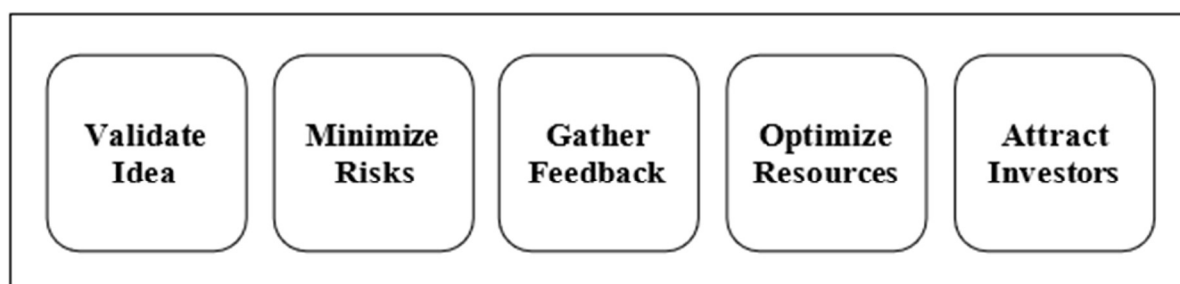 Validate
Idea
Minimize
Risks
Gather
Feedback
Optimize
Resources
Attract
Investors